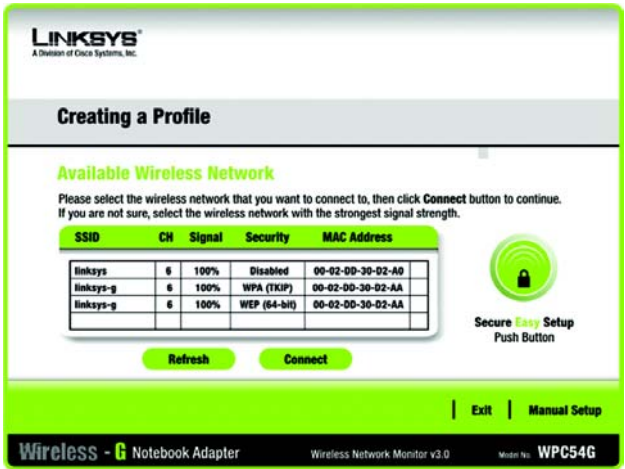 LINKSYS®
A Division of Cisco Systems, Inc.
Creating a Profile
Available Wireless Network
Please select the wireless network that you want to connect to, then click Connect button to continue.
If you are not sure, select the wireless network with the strongest signal strength.
SSID CH Signal Security MAC Address
linksys 6 100% Disabled 00-02-DD-30-D2-A0
linksys-g 6 100% WPA (TKIP) 00-02-DD-30-D2-AA
linksys-g 6 100% WEP (64-bit) 00-02-DD-30-D2-AA
Secure Easy Setup
Push Button
Refresh Connect
Exit Manual Setup
Wireless - G Notebook Adapter Wireless Network Monitor v3.0 Model No. WPC54G